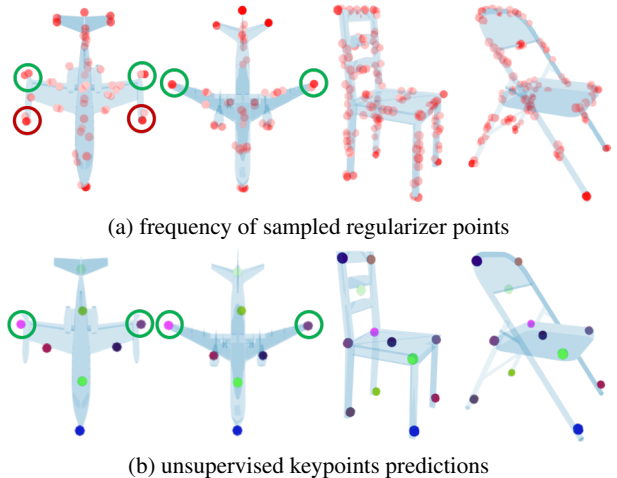 (a) frequency of sampled regularizer points
(b) unsupervised keypoints predictions